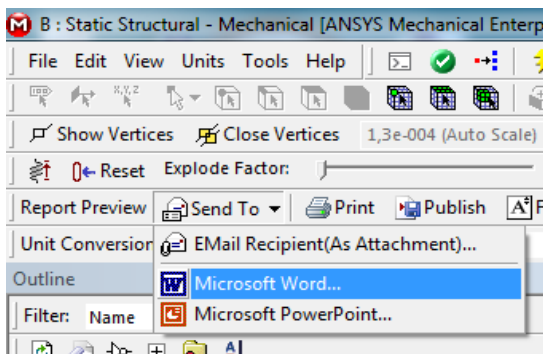 B : Static Structural - Mechanical [ANSYS Mechanical Enterp
File Edit View Units Tools Help
Show Vertices Close Vertices 1,3e-004 (Auto Scale)
Reset Explode Factor:
Report Preview Send To Print Publish
Unit Conversion EMail Recipient(As Attachment)...
Outline Microsoft Word...
Filter: Name Microsoft PowerPoint...